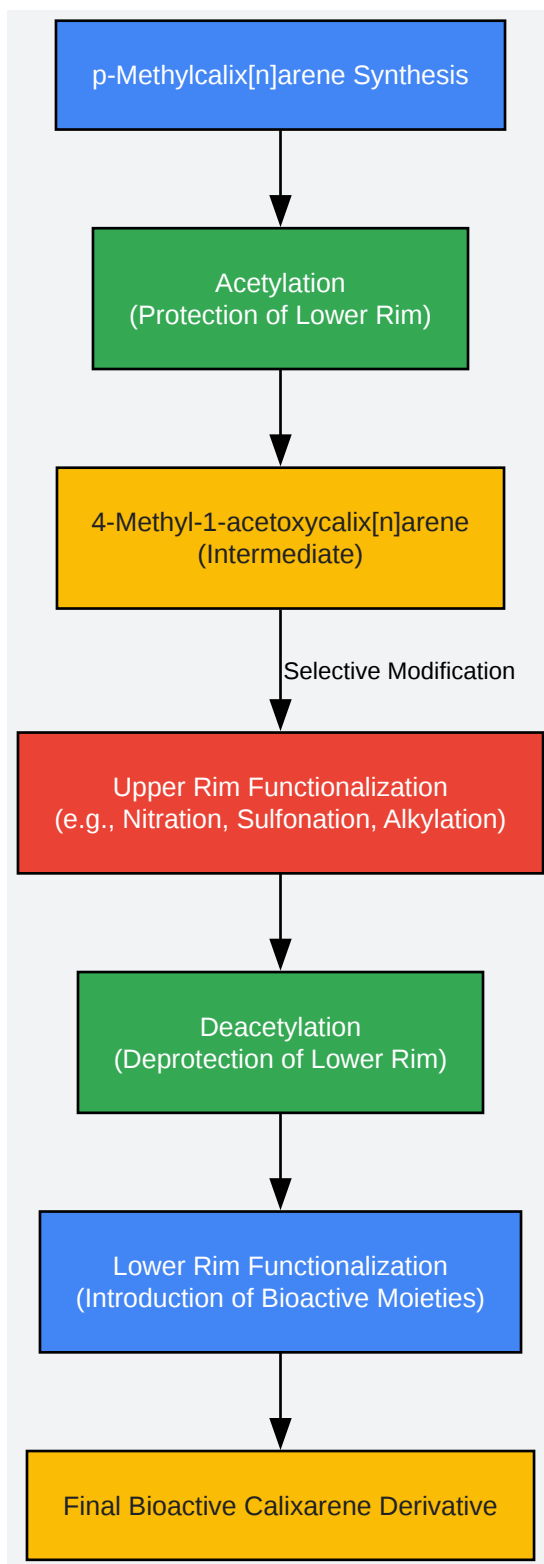 p-Methylcalix[n]arene Synthesis
Acetylation
(Protection of Lower Rim)
4-Methyl-1-acetoxycalix[n]arene
(Intermediate)
Selective Modification
Upper Rim Functionalization
(e.g., Nitration, Sulfonation, Alkylation)
Deacetylation
(Deprotection of Lower Rim)
Lower Rim Functionalization
(Introduction of Bioactive Moieties)
Final Bioactive Calixarene Derivative